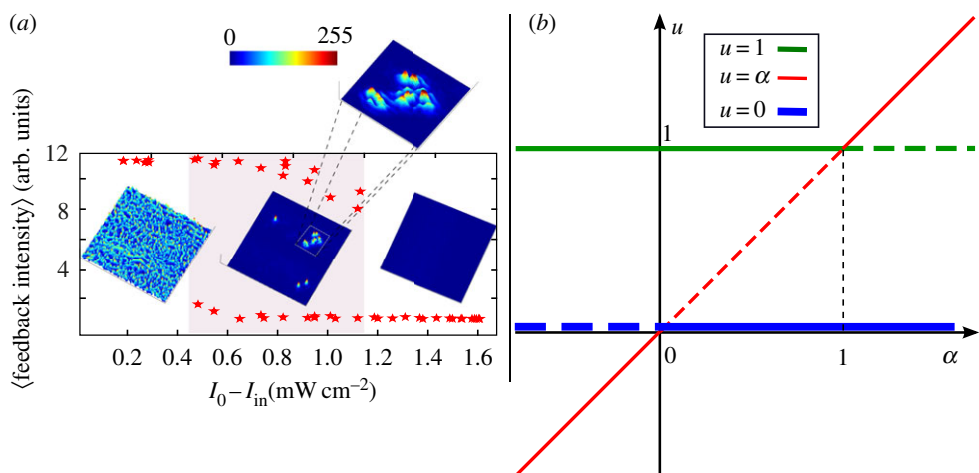 (a)
0 255
⟨feedback intensity⟩ (arb. units)
12
8
4
0.2 0.4 0.6 0.8 1.0 1.2 1.4 1.6
I₀ – I_in (mW cm⁻²)
(b)
u
u = 1
u = α
u = 0
1
0 1 α